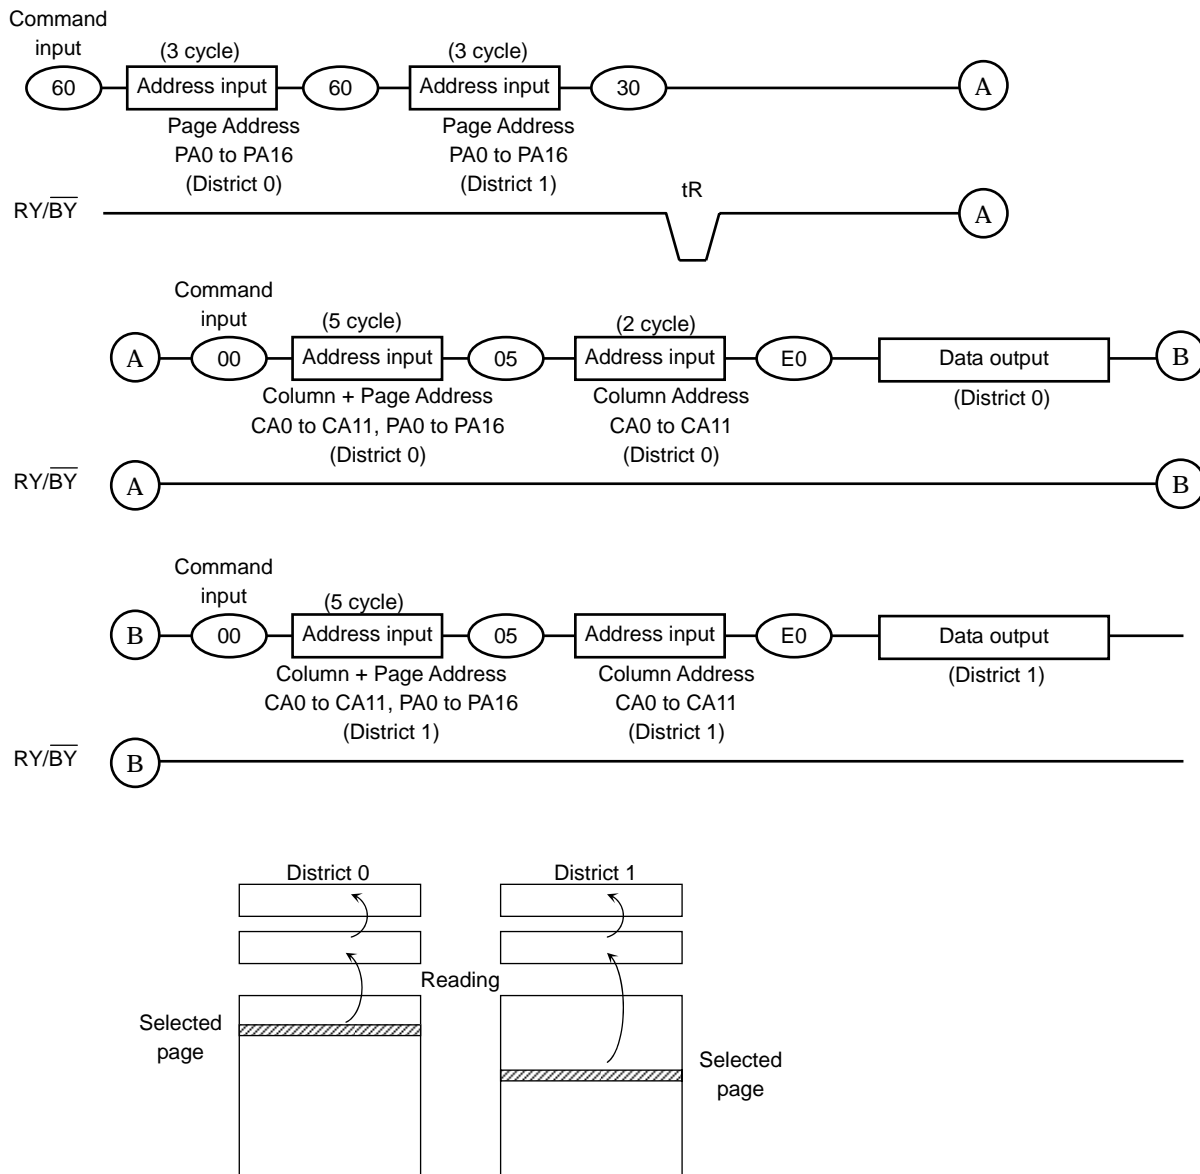 Command
input
(3 cycle) (3 cycle)
60 Address input 60 Address input 30 A
Page Address Page Address
PA0 to PA16 PA0 to PA16
(District 0) (District 1)
tR
RY/BY A
Command
input
(5 cycle) (2 cycle)
A 00 Address input 05 Address input E0 Data output B
Column + Page Address Column Address (District 0)
CA0 to CA11, PA0 to PA16 CA0 to CA11
(District 0) (District 0)
RY/BY A B
Command
input
(5 cycle)
B 00 Address input 05 Address input E0 Data output
Column + Page Address Column Address (District 1)
CA0 to CA11, PA0 to PA16 CA0 to CA11
(District 1) (District 1)
RY/BY B
District 0 District 1
Reading
Selected
page
Selected
page